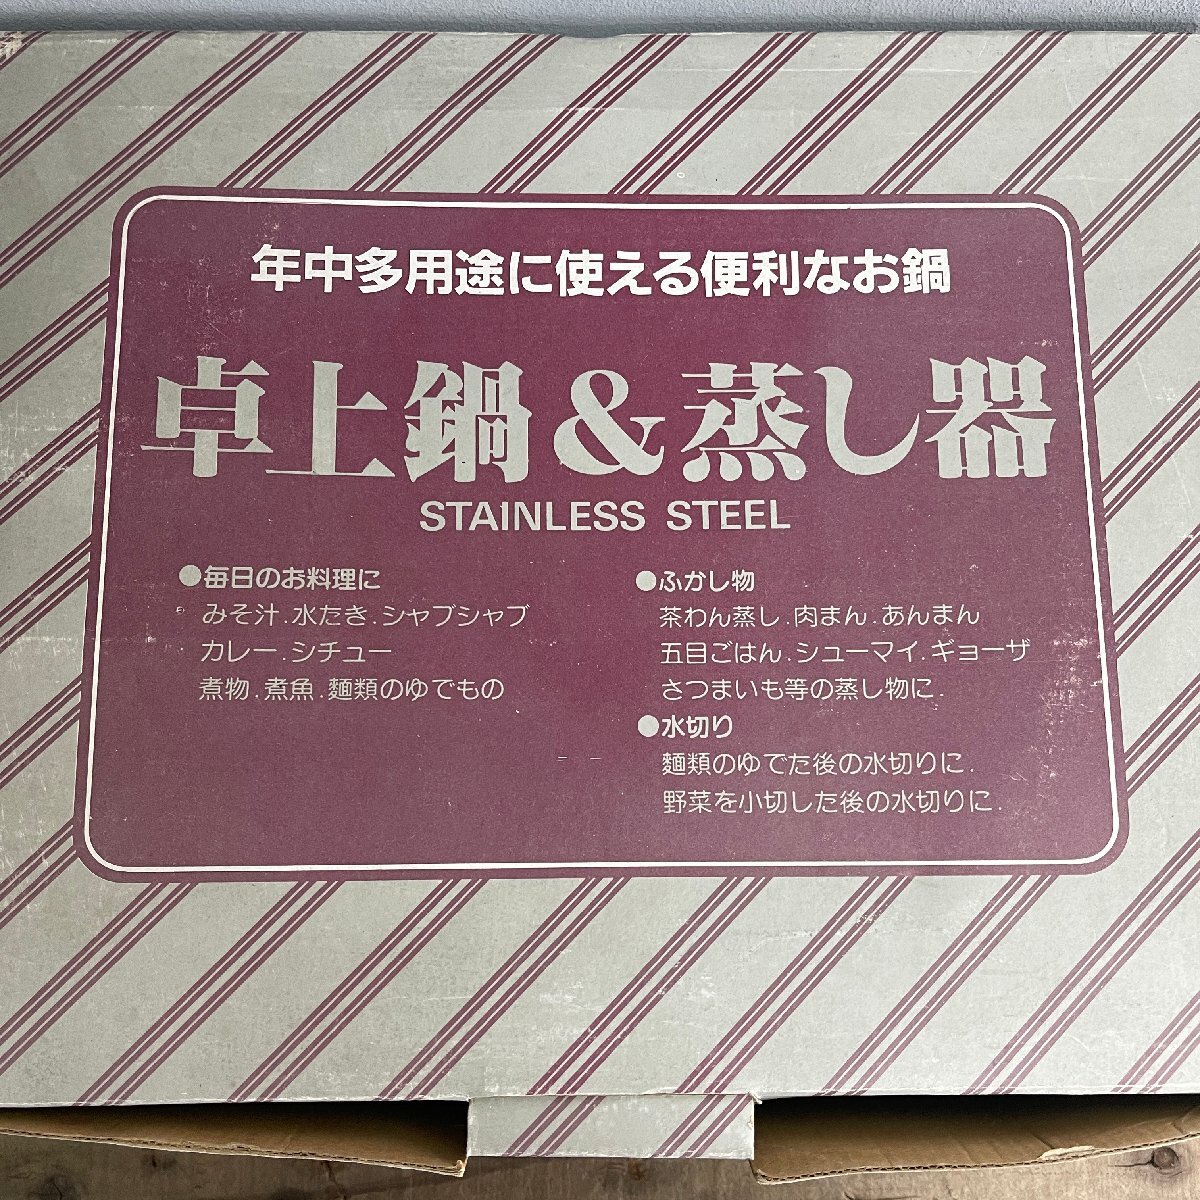 年中多用途に使える便利なお鍋
卓上鍋&蒸し器
STAINLESS STEEL
●毎日のお料理に
みそ汁.水たき.シャブシャブ
カレー.シチュー
煮物.煮魚.麺類のゆでもの
●ふかし物
茶わん蒸し.肉まん.あんまん
五目ごはん.シューマイ.ギョーザ
さつまいも等の蒸し物に.
●水切り
麺類のゆでた後の水切りに.
野菜を小切した後の水切りに.